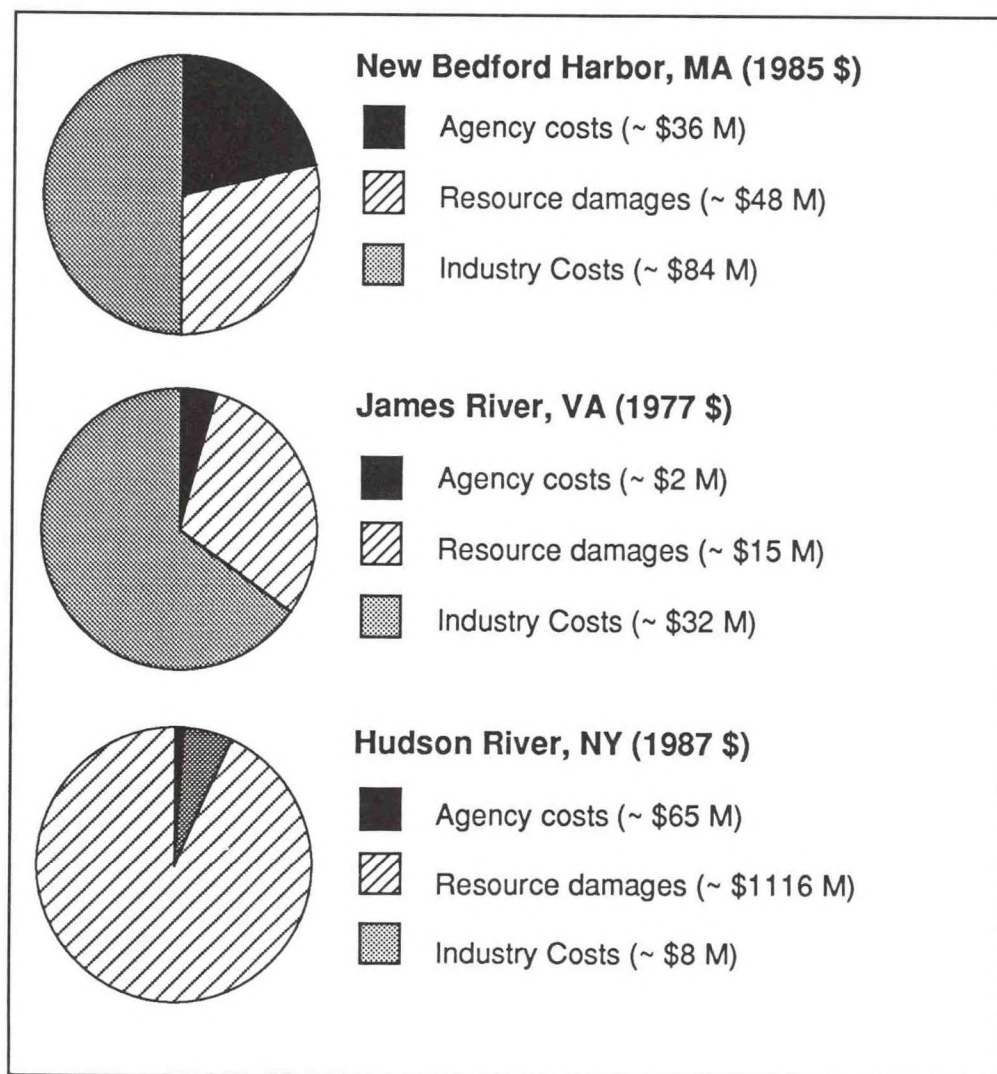 New Bedford Harbor, MA (1985 $)
Agency costs (~ $36 M)
Resource damages (~ $48 M)
Industry Costs (~ $84 M)
James River, VA (1977 $)
Agency costs (~ $2 M)
Resource damages (~ $15 M)
Industry Costs (~ $32 M)
Hudson River, NY (1987 $)
Agency costs (~ $65 M)
Resource damages (~ $1116 M)
Industry Costs (~ $8 M)